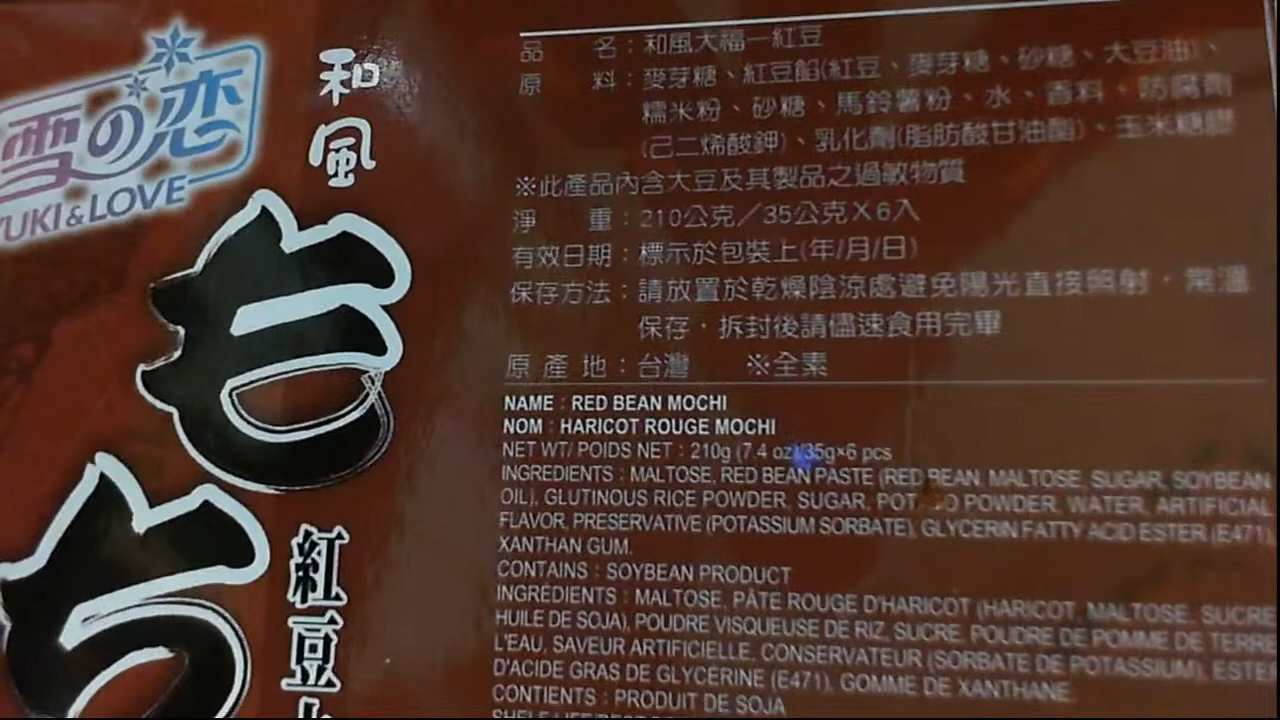 雪の恋
YUKI & LOVE
和風
もち
紅豆
品 名：和風大福一紅豆
原 料：麥芽糖、紅豆餡(紅豆、麥芽糖、砂糖、大豆油)、
糯米粉、砂糖、馬鈴薯粉、水、香料、防腐劑
(己二烯酸鉀)、乳化劑(脂肪酸甘油酯)、玉米糖膠
※此產品內含大豆及其製品之過敏物質
淨 重：210公克／35公克X6入
有效日期：標示於包裝上(年/月/日)
保存方法：請放置於乾燥陰涼處避免陽光直接照射．常溫
保存．拆封後請儘速食用完畢
原 產 地：台灣 ※全素
NAME : RED BEAN MOCHI
NOM : HARICOT ROUGE MOCHI
NET WT/ POIDS NET : 210g (7.4 oz)/35g×6 pcs
INGREDIENTS : MALTOSE, RED BEAN PASTE (RED BEAN, MALTOSE, SUGAR, SOYBEAN
OIL), GLUTINOUS RICE POWDER, SUGAR, POTATO POWDER, WATER, ARTIFICIAL
FLAVOR, PRESERVATIVE (POTASSIUM SORBATE), GLYCERIN FATTY ACID ESTER (E471),
XANTHAN GUM.
CONTAINS : SOYBEAN PRODUCT
INGRÉDIENTS : MALTOSE, PÂTE ROUGE D'HARICOT (HARICOT, MALTOSE, SUCRE
HUILE DE SOJA), POUDRE VISQUEUSE DE RIZ, SUCRE, POUDRE DE POMME DE TERRE
L'EAU, SAVEUR ARTIFICIELLE, CONSERVATEUR (SORBATE DE POTASSIUM), ESTER
D'ACIDE GRAS DE GLYCÉRINE (E471), GOMME DE XANTHANE
CONTIENTS : PRODUIT DE SOJA